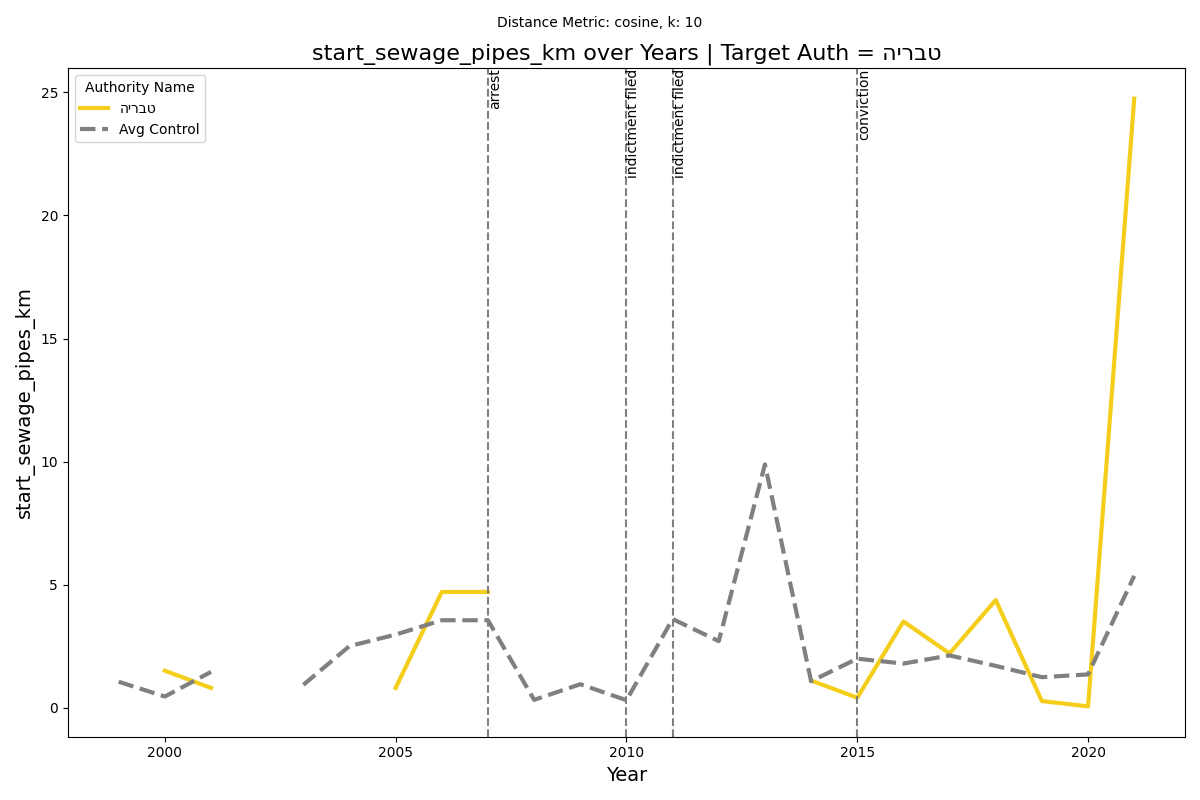 Distance Metric: cosine, k: 10
start_sewage_pipes_km over Years | Target Auth = טבריה
Authority Name
טבריה
Avg Control
arrest
indictment filed
indictment filed
conviction
start_sewage_pipes_km
25
20
15
10
5
0
2000
2005
2010
2015
2020
Year